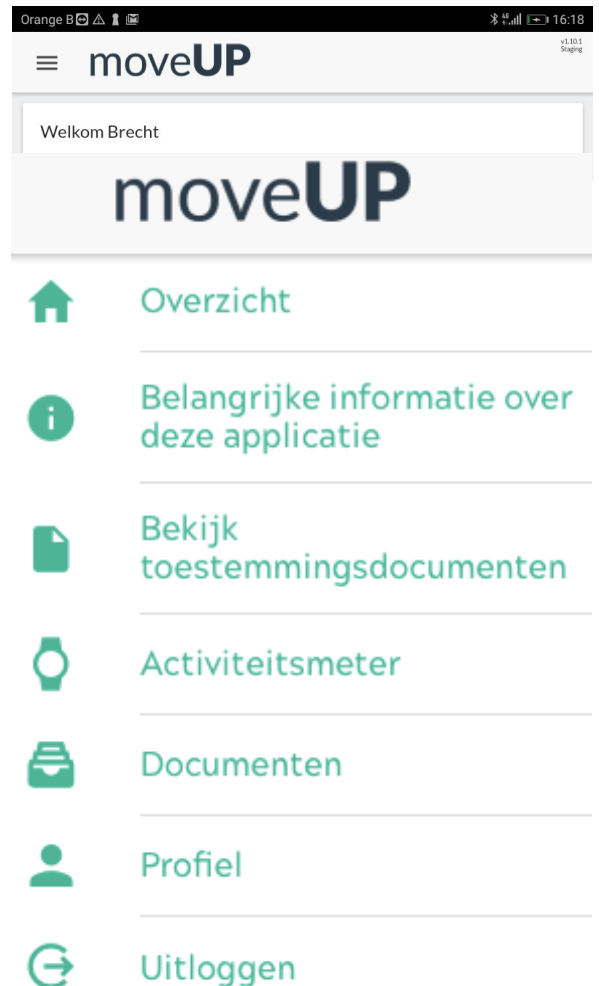 Orange B 16:18
moveUP
v1.10.1
Staging
Welkom Brecht
moveUP
Overzicht
Belangrijke informatie over
deze applicatie
Bekijk
toestemmingsdocumenten
Activiteitsmeter
Documenten
Profiel
Uitloggen